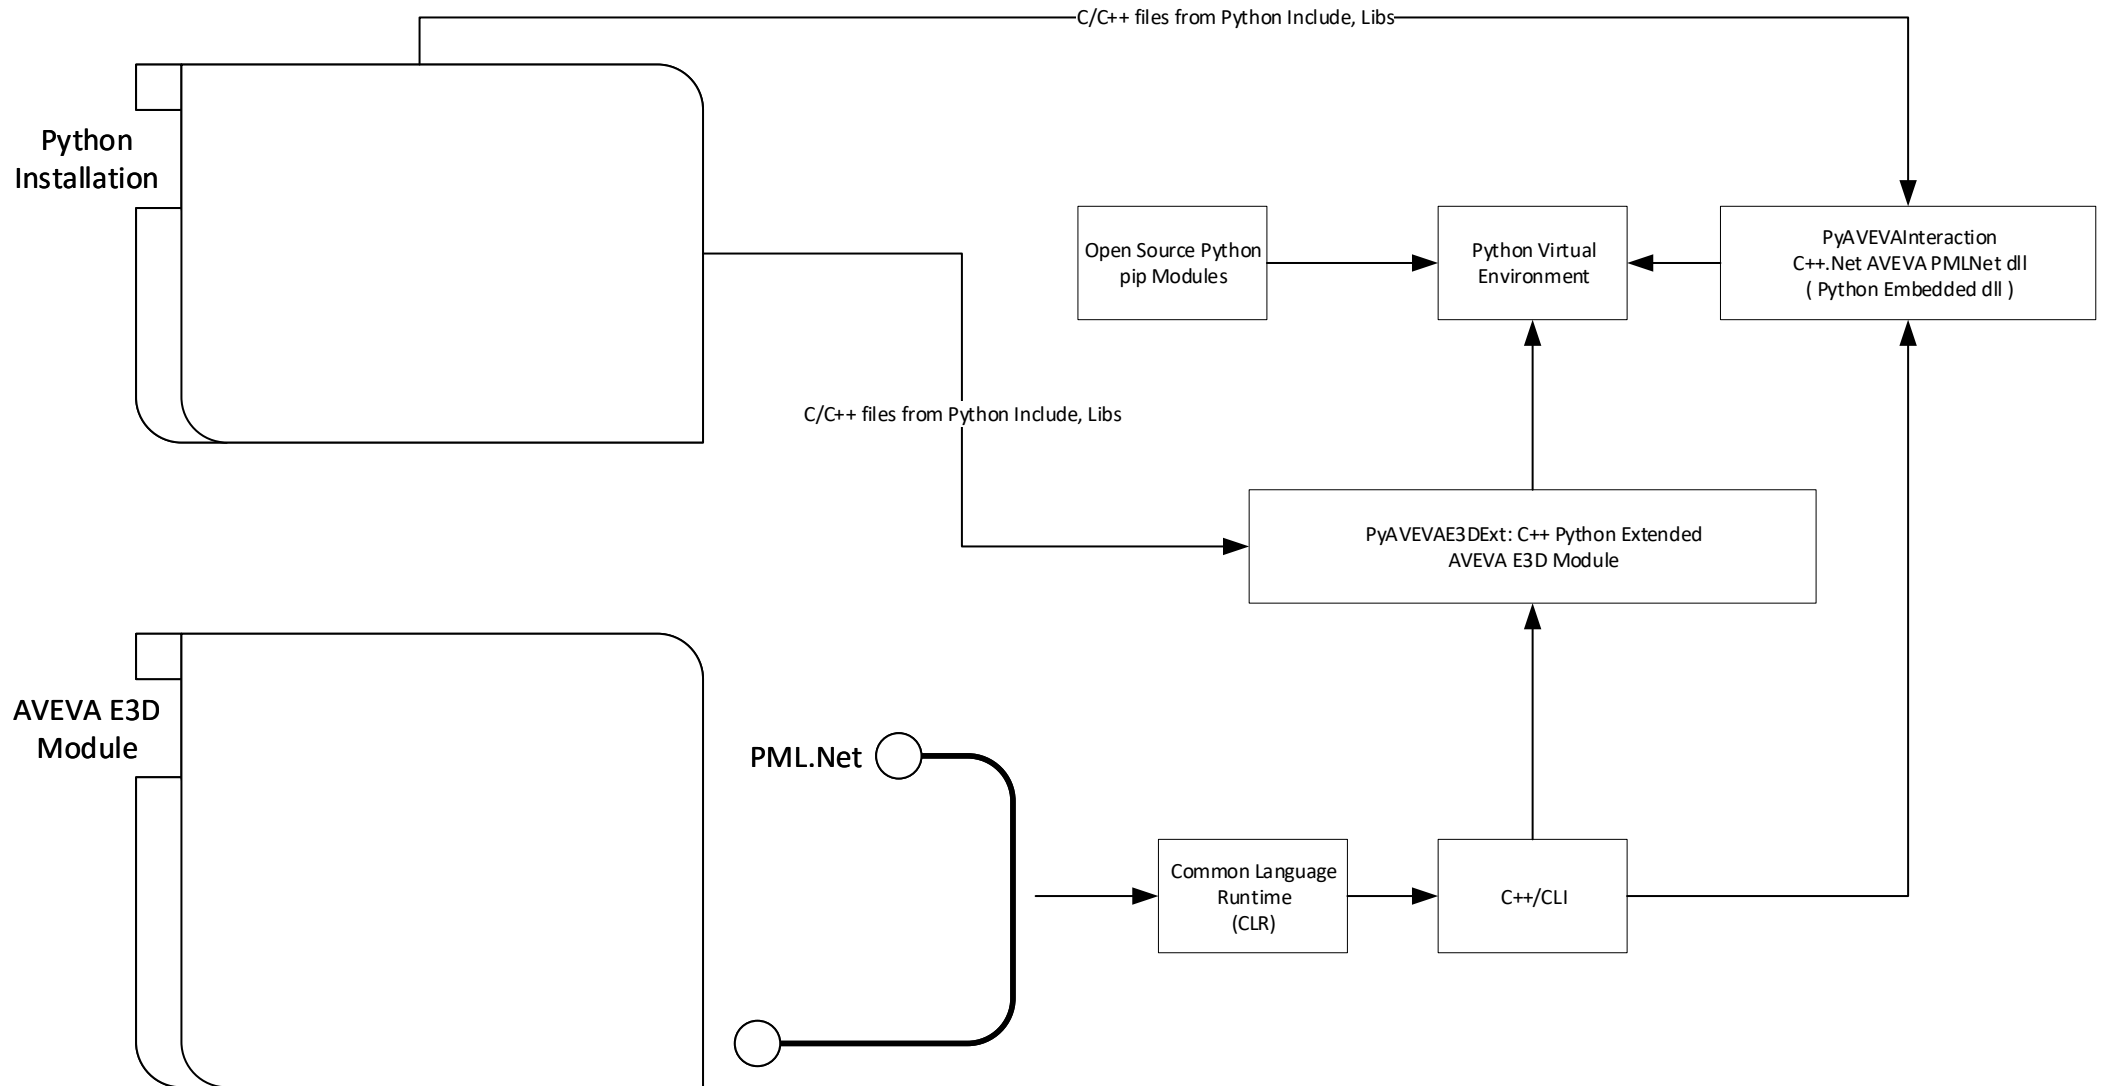 C/C++ files from Python Include, Libs
Python
Installation
Open Source Python
pip Modules
Python Virtual
Environment
PyAVEVAInteraction
C++.Net AVEVA PMLNet dll
( Python Embedded dll )
C/C++ files from Python Include, Libs
PyAVEVAE3DExt: C++ Python Extended
AVEVA E3D Module
AVEVA E3D
Module
PML.Net
Common Language
Runtime
(CLR)
C++/CLI